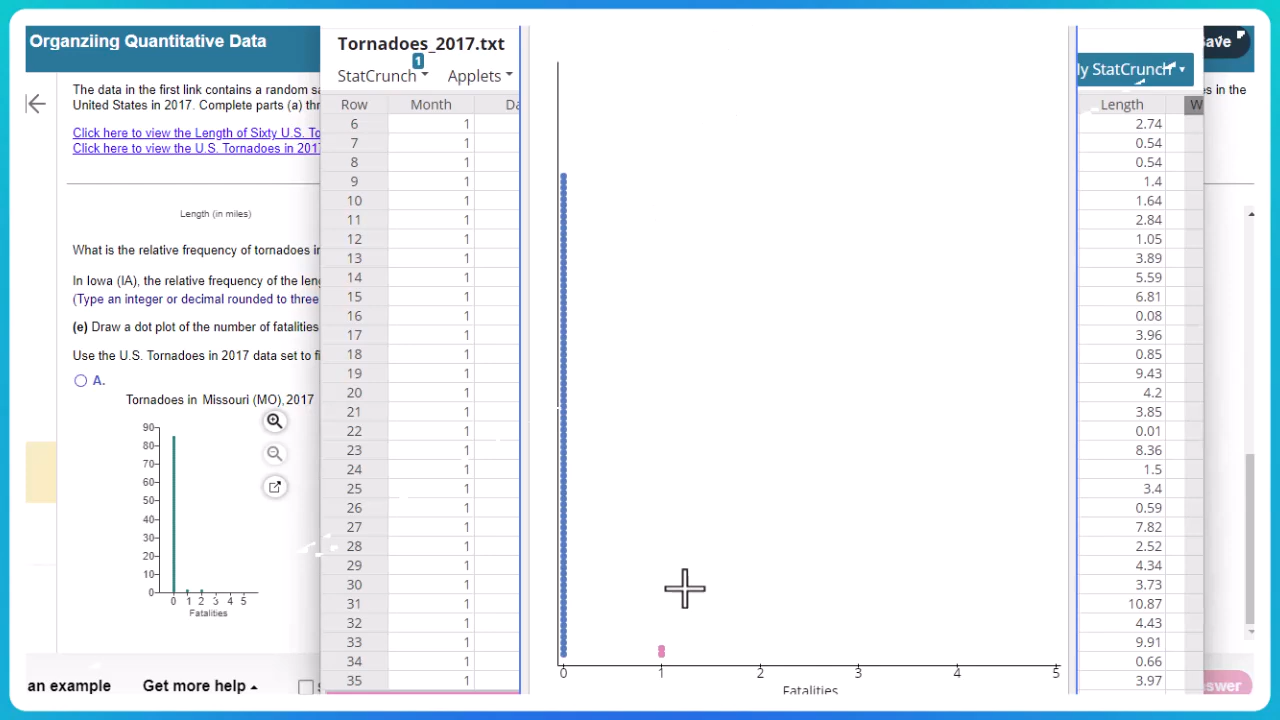 Organziing Quantitative Data
The data in the first link contains a random sa
United States in 2017. Complete parts (a) thr
Click here to view the Length of Sixty U.S. To
Click here to view the U.S. Tornadoes in 2017
Length (in miles)
What is the relative frequency of tornadoes in
In Iowa (IA), the relative frequency of the leng
(Type an integer or decimal rounded to three
(e) Draw a dot plot of the number of fatalities
Use the U.S. Tornadoes in 2017 data set to fi
A.
Tornadoes in Missouri (MO), 2017
90
80
70
60
50
40
30
20
10
0
0 1 2 3 4 5
Fatalities
an example
Get more help
Tornadoes_2017.txt
1
StatCrunch Applets
Row Month Da
6 1
7 1
8 1
9 1
10 1
11 1
12 1
13 1
14 1
15 1
16 1
17 1
18 1
19 1
20 1
21 1
22 1
23 1
24 1
25 1
26 1
27 1
28 1
29 1
30 1
31 1
32 1
33 1
34 1
35 1
0 1 2 3 4 5
Fatalities
Save
ly StatCrunch
es in the
Length W
2.74
0.54
0.54
1.4
1.64
2.84
1.05
3.89
5.59
6.81
0.08
3.96
0.85
9.43
4.2
3.85
0.01
8.36
1.5
3.4
0.59
7.82
2.52
4.34
3.73
10.87
4.43
9.91
0.66
3.97
swer